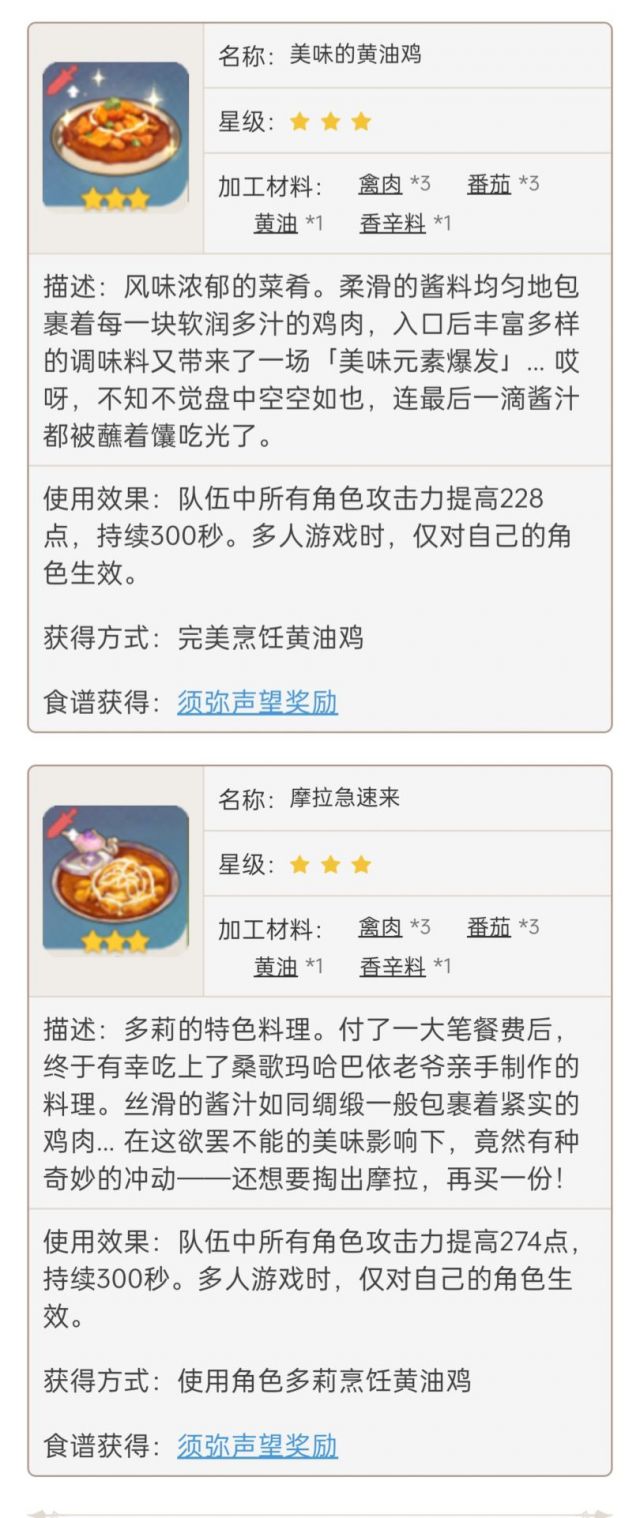 名称：美味的黄油鸡
星级：
加工材料： 禽肉 *3 番茄 *3
黄油 *1 香辛料 *1
描述：风味浓郁的菜肴。柔滑的酱料均匀地包
裹着每一块软润多汁的鸡肉，入口后丰富多样
的调味料又带来了一场「美味元素爆发」... 哎
呀，不知不觉盘中空空如也，连最后一滴酱汁
都被蘸着馕吃光了。
使用效果：队伍中所有角色攻击力提高228
点，持续300秒。多人游戏时，仅对自己的角
色生效。
获得方式：完美烹饪黄油鸡
食谱获得：须弥声望奖励
名称：摩拉急速来
星级：
加工材料： 禽肉 *3 番茄 *3
黄油 *1 香辛料 *1
描述：多莉的特色料理。付了一大笔餐费后，
终于有幸吃上了桑歌玛哈巴依老爷亲手制作的
料理。丝滑的酱汁如同绸缎一般包裹着紧实的
鸡肉... 在这欲罢不能的美味影响下，竟然有种
奇妙的冲动——还想要掏出摩拉，再买一份！
使用效果：队伍中所有角色攻击力提高274点，
持续300秒。多人游戏时，仅对自己的角色生
效。
获得方式：使用角色多莉烹饪黄油鸡
食谱获得：须弥声望奖励